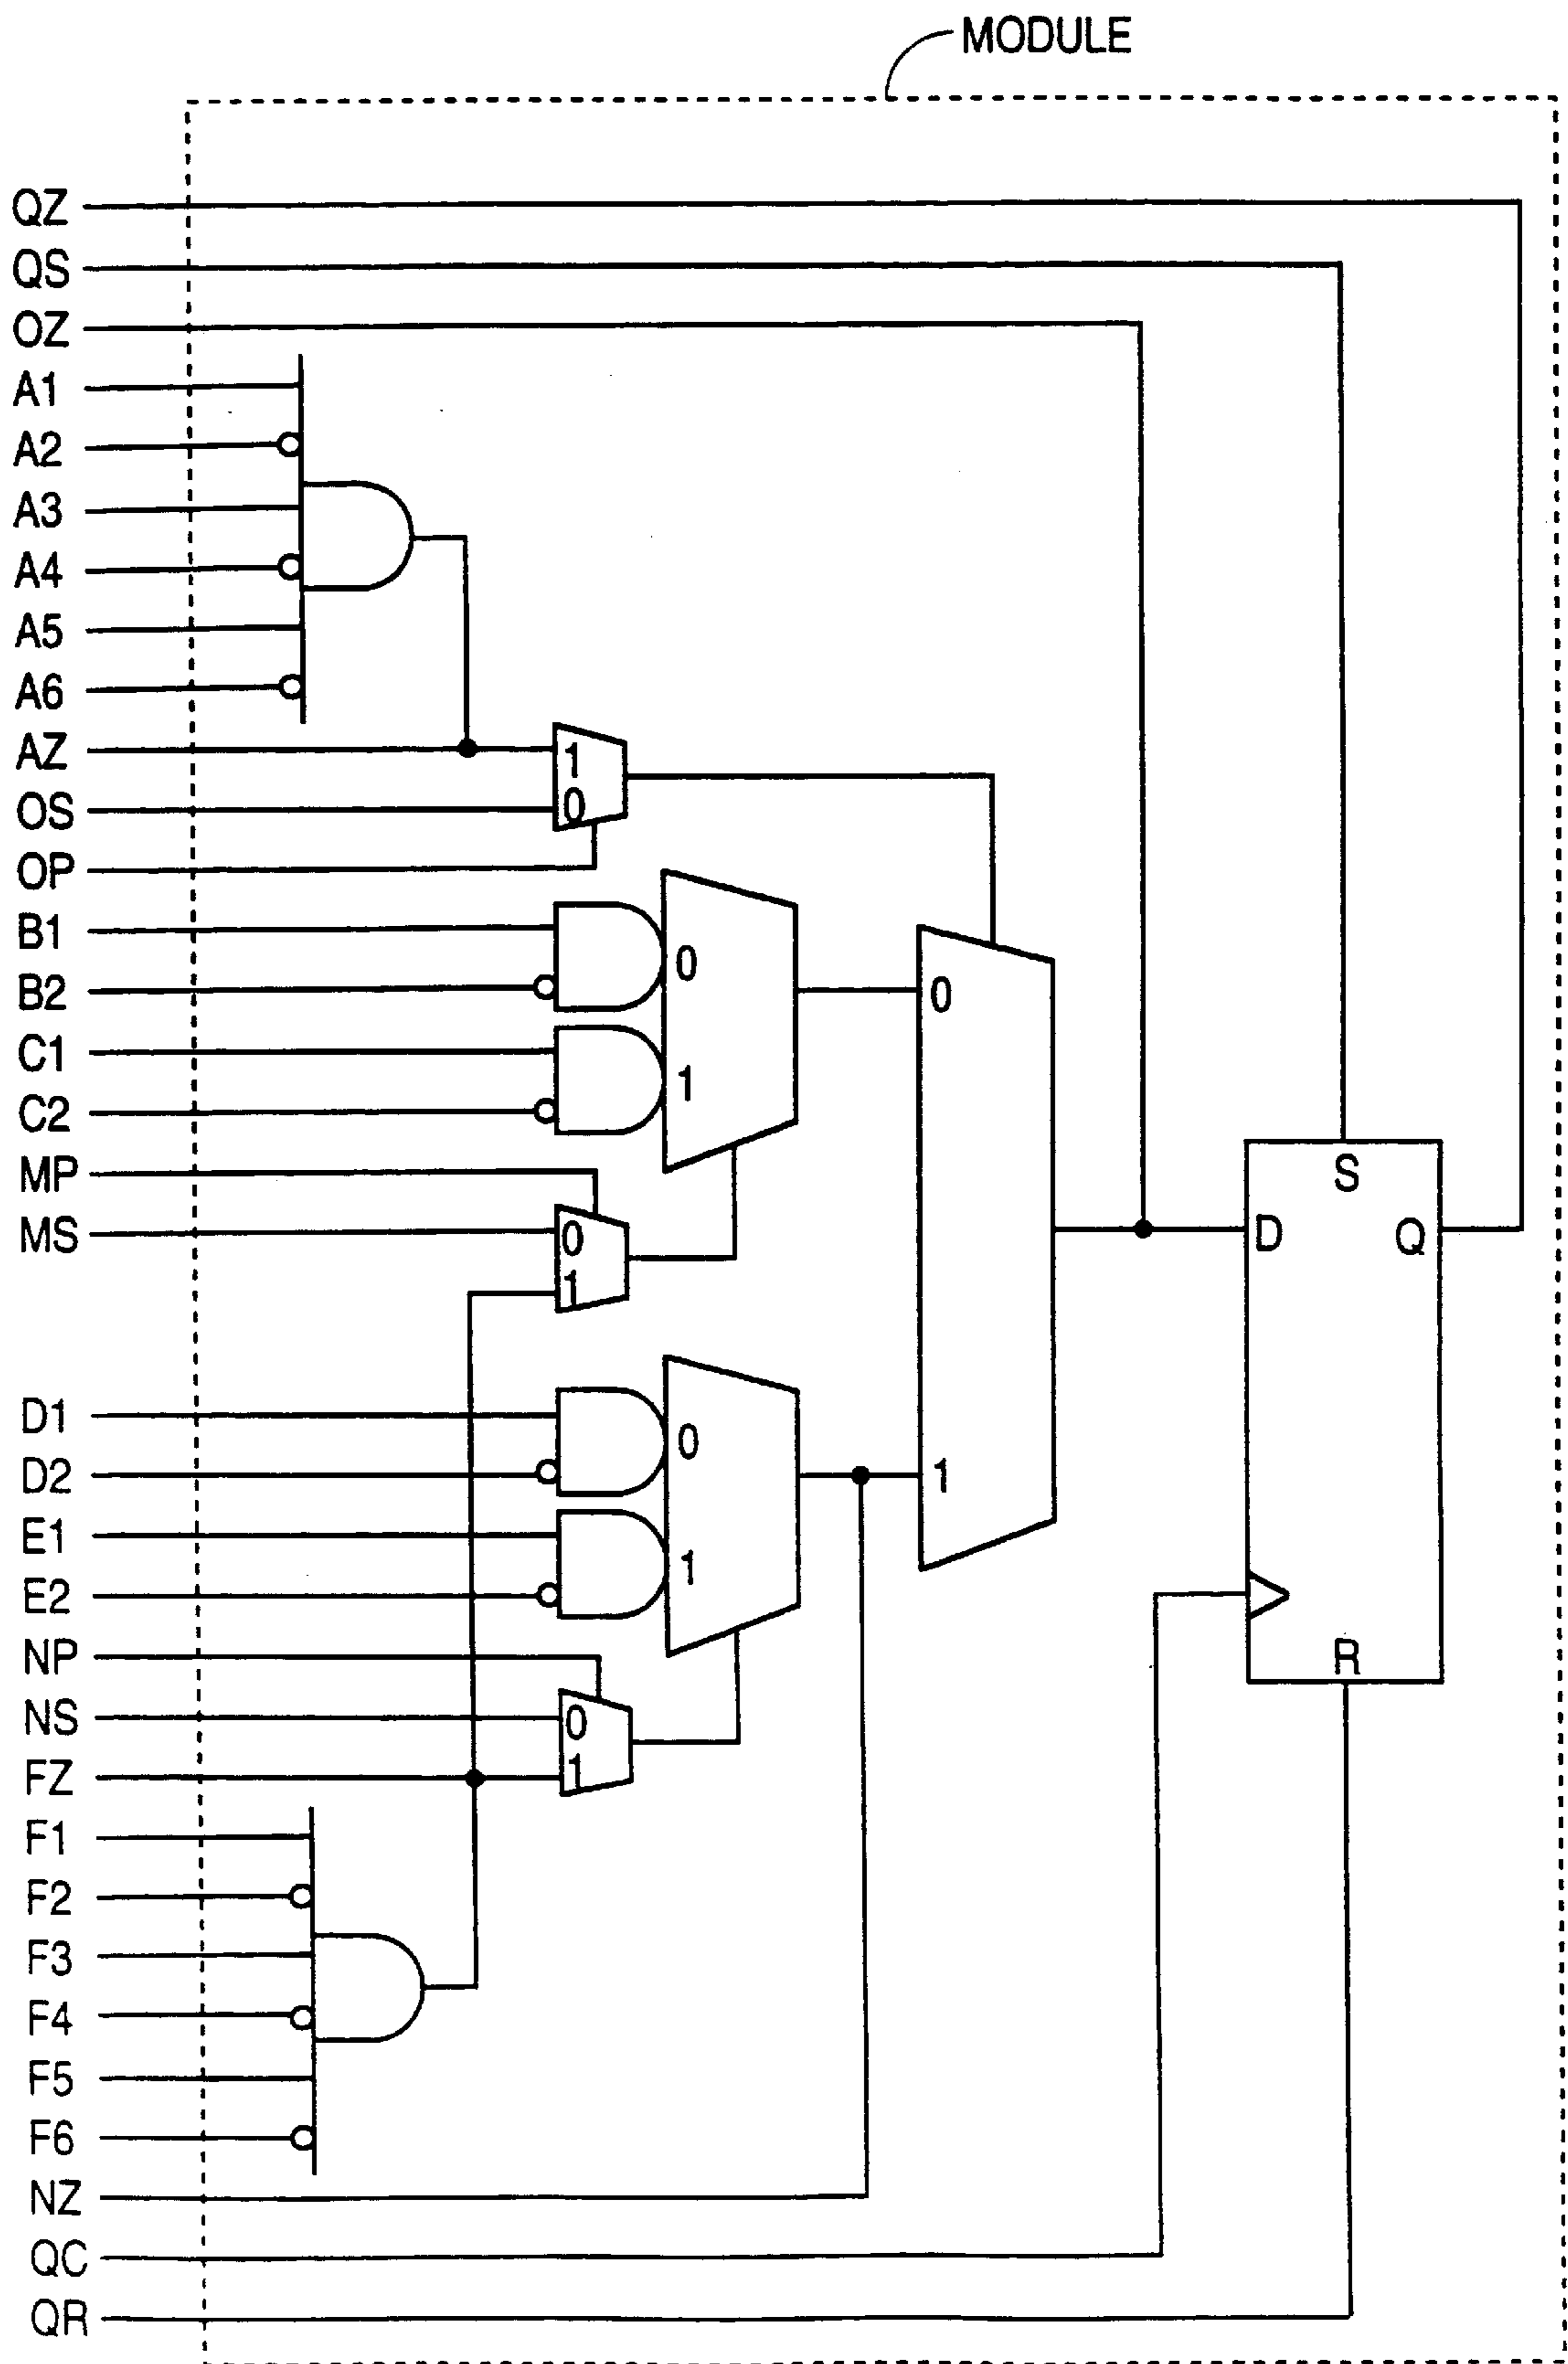 MODULE
QZ
QS
OZ
A1
A2
A3
A4
A5
A6
AZ
1
OS
0
OP
B1
0
B2
0
C1
1
C2
MP
S
MS
0
D
Q
1
D1
0
D2
1
E1
1
E2
NP
R
NS
0
FZ
1
F1
F2
F3
F4
F5
F6
NZ
QC
QR